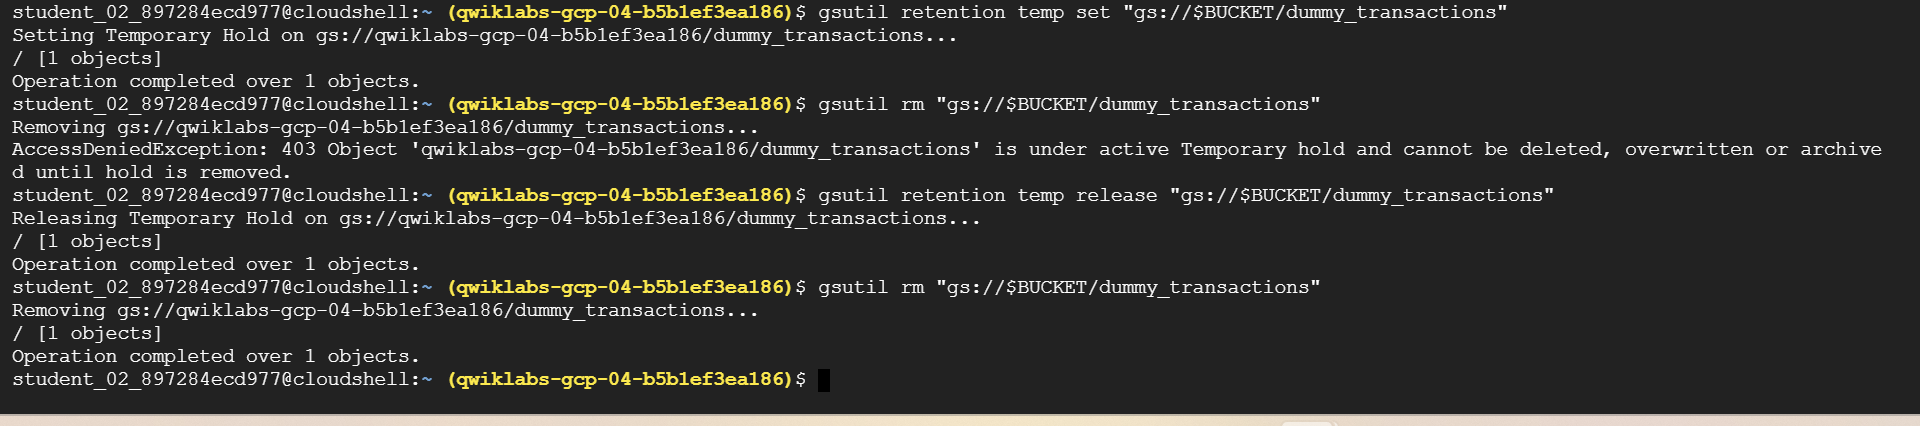 student_02_897284ecd977@cloudshell:~ (qwiklabs-gcp-04-b5b1ef3ea186)$ gsutil retention temp set "gs://$BUCKET/dummy_transactions"
Setting Temporary Hold on gs://qwiklabs-gcp-04-b5b1ef3ea186/dummy_transactions...
/ [1 objects]
Operation completed over 1 objects.
student_02_897284ecd977@cloudshell:~ (qwiklabs-gcp-04-b5b1ef3ea186)$ gsutil rm "gs://$BUCKET/dummy_transactions"
Removing gs://qwiklabs-gcp-04-b5b1ef3ea186/dummy_transactions...
AccessDeniedException: 403 Object 'qwiklabs-gcp-04-b5b1ef3ea186/dummy_transactions' is under active Temporary hold and cannot be deleted, overwritten or archive
d until hold is removed.
student_02_897284ecd977@cloudshell:~ (qwiklabs-gcp-04-b5b1ef3ea186)$ gsutil retention temp release "gs://$BUCKET/dummy_transactions"
Releasing Temporary Hold on gs://qwiklabs-gcp-04-b5b1ef3ea186/dummy_transactions...
/ [1 objects]
Operation completed over 1 objects.
student_02_897284ecd977@cloudshell:~ (qwiklabs-gcp-04-b5b1ef3ea186)$ gsutil rm "gs://$BUCKET/dummy_transactions"
Removing gs://qwiklabs-gcp-04-b5b1ef3ea186/dummy_transactions...
/ [1 objects]
Operation completed over 1 objects.
student_02_897284ecd977@cloudshell:~ (qwiklabs-gcp-04-b5b1ef3ea186)$